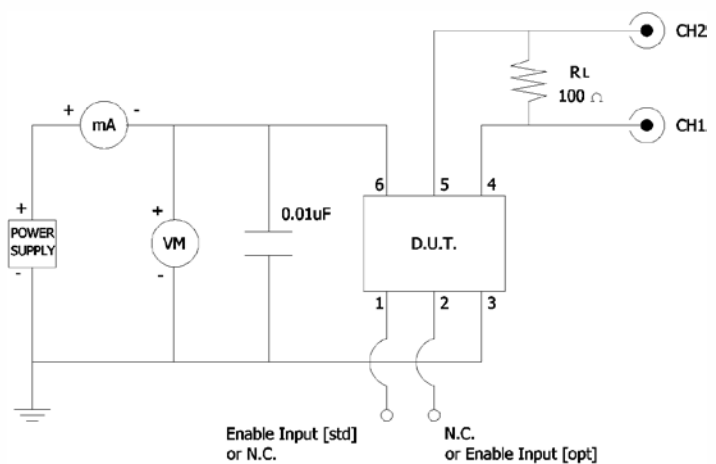 CH2
RL
100 Ω
CH1
+ mA -
6 5 4
+
POWER
SUPPLY
-
+
VM
-
0.01uF
D.U.T.
1 2 3
Enable Input [std]
or N.C.
N.C.
or Enable Input [opt]